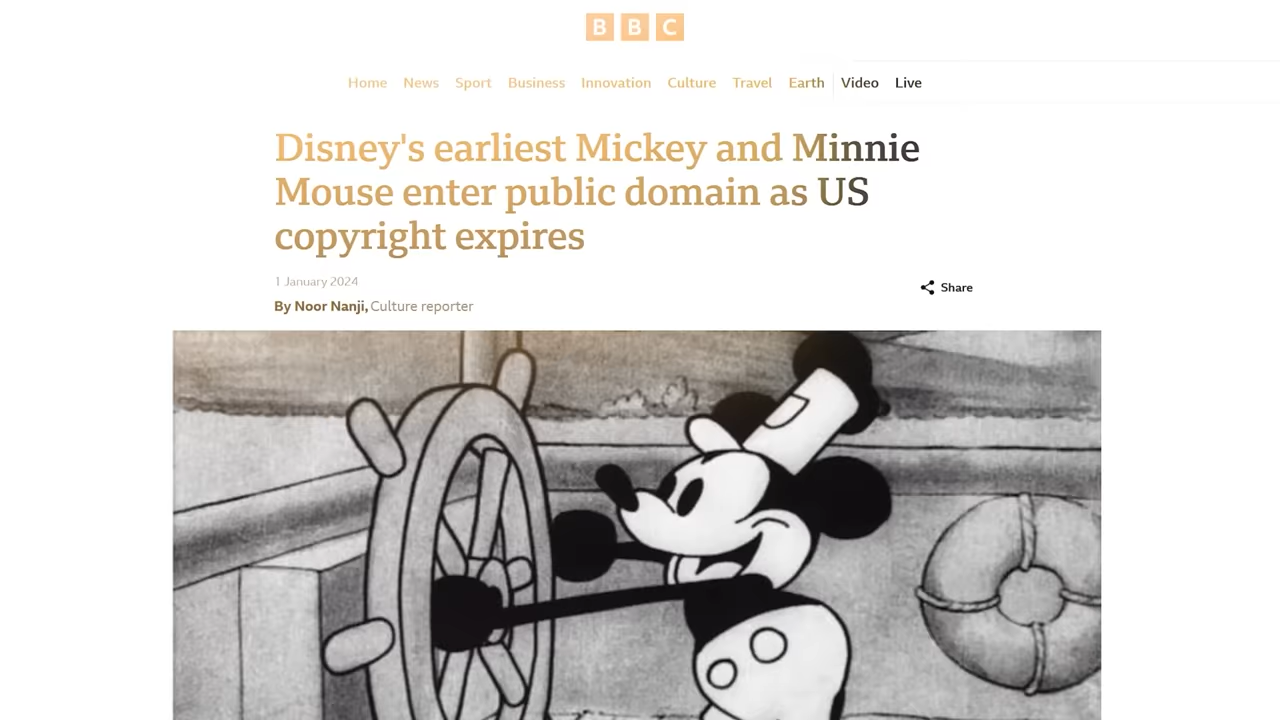 BBC
Home News Sport Business Innovation Culture Travel Earth Video Live
Disney's earliest Mickey and Minnie
Mouse enter public domain as US
copyright expires
1 January 2024
Share
By Noor Nanji, Culture reporter